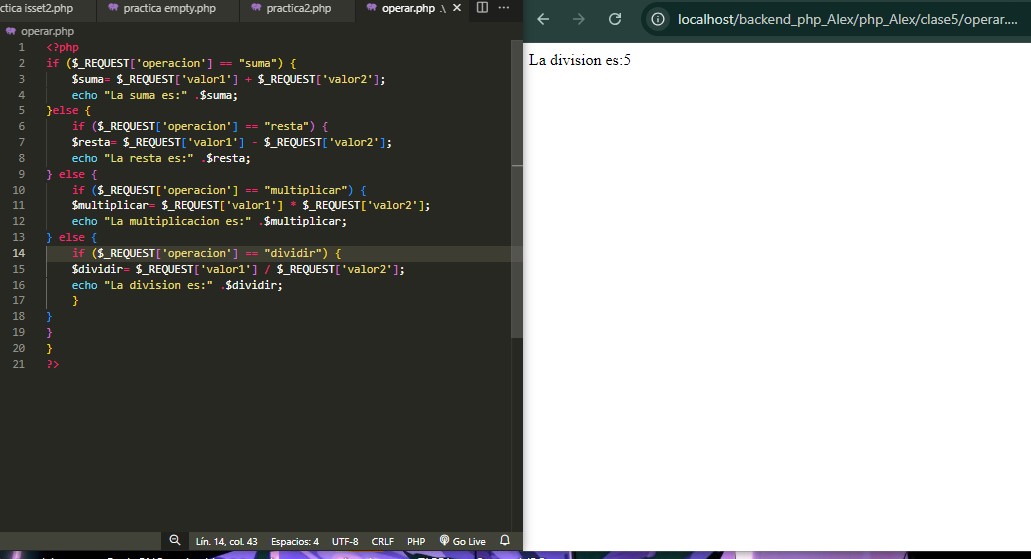 ctica isset2.php practica empty.php practica2.php operar.php .\
operar.php
1 <?php
2 if ($_REQUEST['operacion'] == "suma") {
3 $suma= $_REQUEST['valor1'] + $_REQUEST['valor2'];
4 echo "La suma es:" .$suma;
5 }else {
6 if ($_REQUEST['operacion'] == "resta") {
7 $resta= $_REQUEST['valor1'] - $_REQUEST['valor2'];
8 echo "La resta es:" .$resta;
9 } else {
10 if ($_REQUEST['operacion'] == "multiplicar") {
11 $multiplicar= $_REQUEST['valor1'] * $_REQUEST['valor2'];
12 echo "La multiplicacion es:" .$multiplicar;
13 } else {
14 if ($_REQUEST['operacion'] == "dividir") {
15 $dividir= $_REQUEST['valor1'] / $_REQUEST['valor2'];
16 echo "La division es:" .$dividir;
17 }
18 }
19 }
20 }
21 ?>
Lín. 14, col. 43 Espacios: 4 UTF-8 CRLF PHP Go Live
localhost/backend_php_Alex/php_Alex/clase5/operar....
La division es:5